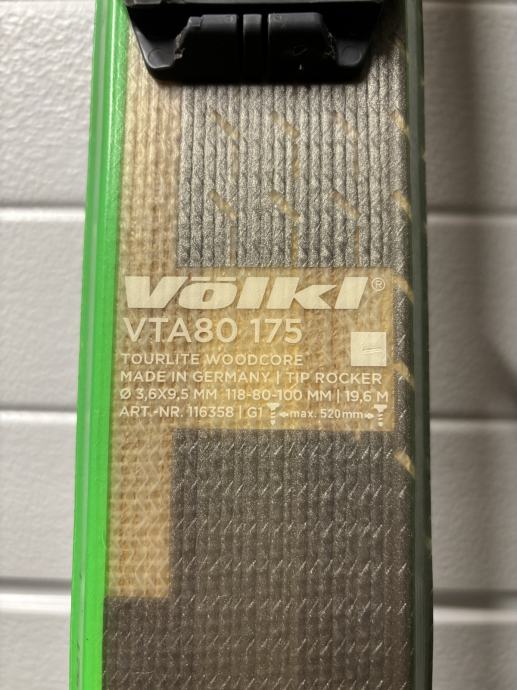 Völkl®
VTA80 175
TOURLITE WOODCORE
MADE IN GERMANY | TIP ROCKER
Ø 3,6X9,5 MM 118-80-100 MM | 19,6 M
ART.-NR. 116358 | G1 max. 520mm